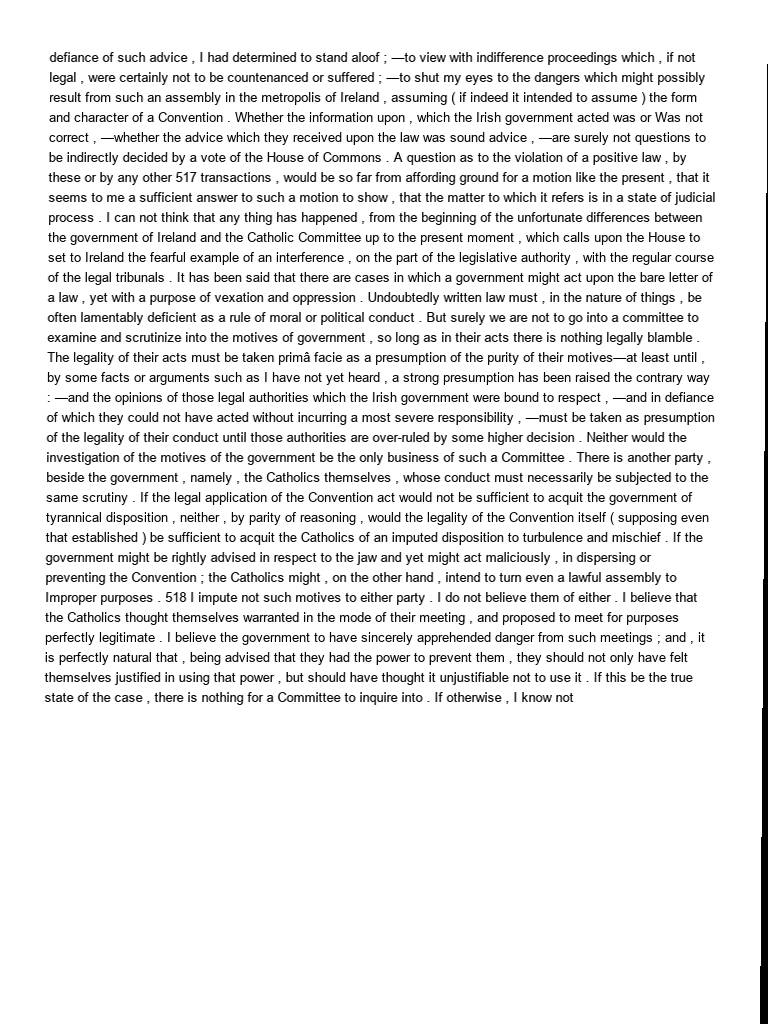 defiance of such advice , I had determined to stand aloof ; —to view with indifference proceedings which , if not
legal , were certainly not to be countenanced or suffered ; —to shut my eyes to the dangers which might possibly
result from such an assembly in the metropolis of Ireland , assuming ( if indeed it intended to assume ) the form
and character of a Convention . Whether the information upon , which the Irish government acted was or Was not
correct , —whether the advice which they received upon the law was sound advice , —are surely not questions to
be indirectly decided by a vote of the House of Commons . A question as to the violation of a positive law , by
these or by any other 517 transactions , would be so far from affording ground for a motion like the present , that it
seems to me a sufficient answer to such a motion to show , that the matter to which it refers is in a state of judicial
process . I can not think that any thing has happened , from the beginning of the unfortunate differences between
the government of Ireland and the Catholic Committee up to the present moment , which calls upon the House to
set to Ireland the fearful example of an interference , on the part of the legislative authority , with the regular course
of the legal tribunals . It has been said that there are cases in which a government might act upon the bare letter of
a law , yet with a purpose of vexation and oppression . Undoubtedly written law must , in the nature of things , be
often lamentably deficient as a rule of moral or political conduct . But surely we are not to go into a committee to
examine and scrutinize into the motives of government , so long as in their acts there is nothing legally blamble .
The legality of their acts must be taken primâ facie as a presumption of the purity of their motives—at least until ,
by some facts or arguments such as I have not yet heard , a strong presumption has been raised the contrary way
: —and the opinions of those legal authorities which the Irish government were bound to respect , —and in defiance
of which they could not have acted without incurring a most severe responsibility , —must be taken as presumption
of the legality of their conduct until those authorities are over-ruled by some higher decision . Neither would the
investigation of the motives of the government be the only business of such a Committee . There is another party ,
beside the government , namely , the Catholics themselves , whose conduct must necessarily be subjected to the
same scrutiny . If the legal application of the Convention act would not be sufficient to acquit the government of
tyrannical disposition , neither , by parity of reasoning , would the legality of the Convention itself ( supposing even
that established ) be sufficient to acquit the Catholics of an imputed disposition to turbulence and mischief . If the
government might be rightly advised in respect to the jaw and yet might act maliciously , in dispersing or
preventing the Convention ; the Catholics might , on the other hand , intend to turn even a lawful assembly to
Improper purposes . 518 I impute not such motives to either party . I do not believe them of either . I believe that
the Catholics thought themselves warranted in the mode of their meeting , and proposed to meet for purposes
perfectly legitimate . I believe the government to have sincerely apprehended danger from such meetings ; and , it
is perfectly natural that , being advised that they had the power to prevent them , they should not only have felt
themselves justified in using that power , but should have thought it unjustifiable not to use it . If this be the true
state of the case , there is nothing for a Committee to inquire into . If otherwise , I know not